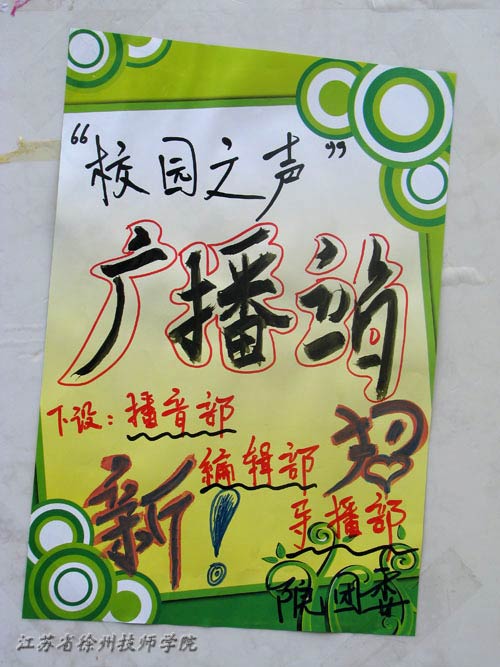 “校园之声”
广播站
下设：播音部
编辑部
导播部
招
新！
院团委
江苏省徐州技师学院